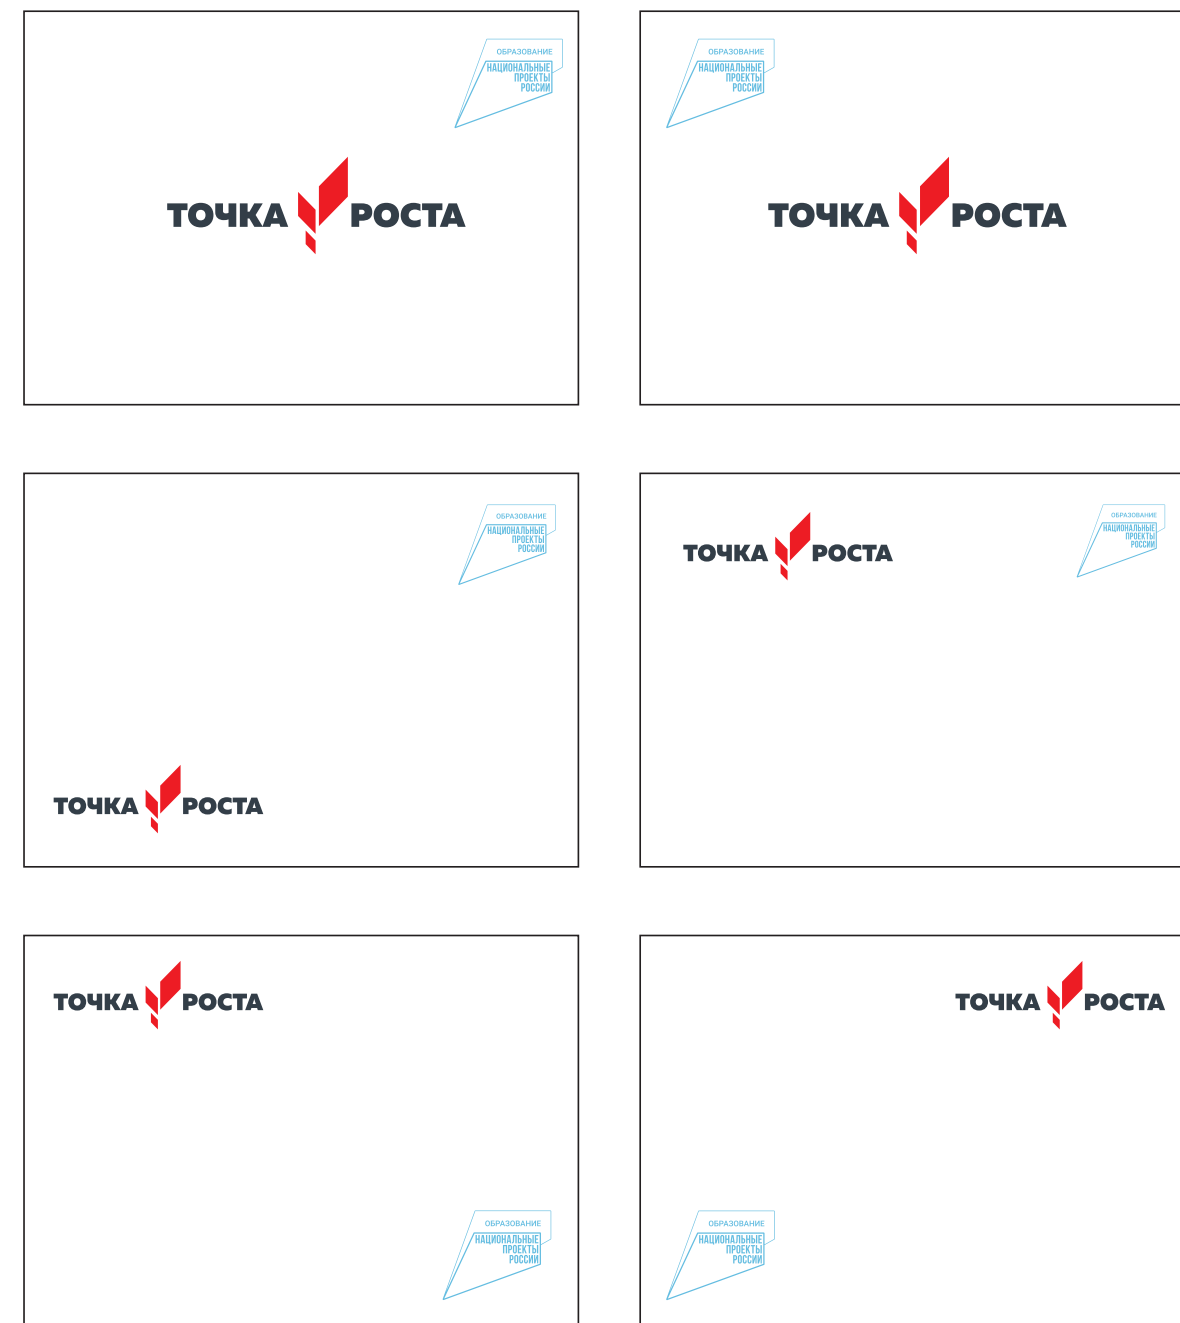 ОБРАЗОВАНИЕ
НАЦИОНАЛЬНЫЕ
ПРОЕКТЫ
РОССИИ
ТОЧКА РОСТА
ОБРАЗОВАНИЕ
НАЦИОНАЛЬНЫЕ
ПРОЕКТЫ
РОССИИ
ТОЧКА РОСТА
ОБРАЗОВАНИЕ
НАЦИОНАЛЬНЫЕ
ПРОЕКТЫ
РОССИИ
ТОЧКА РОСТА
ТОЧКА РОСТА
ОБРАЗОВАНИЕ
НАЦИОНАЛЬНЫЕ
ПРОЕКТЫ
РОССИИ
ТОЧКА РОСТА
ОБРАЗОВАНИЕ
НАЦИОНАЛЬНЫЕ
ПРОЕКТЫ
РОССИИ
ТОЧКА РОСТА
ОБРАЗОВАНИЕ
НАЦИОНАЛЬНЫЕ
ПРОЕКТЫ
РОССИИ